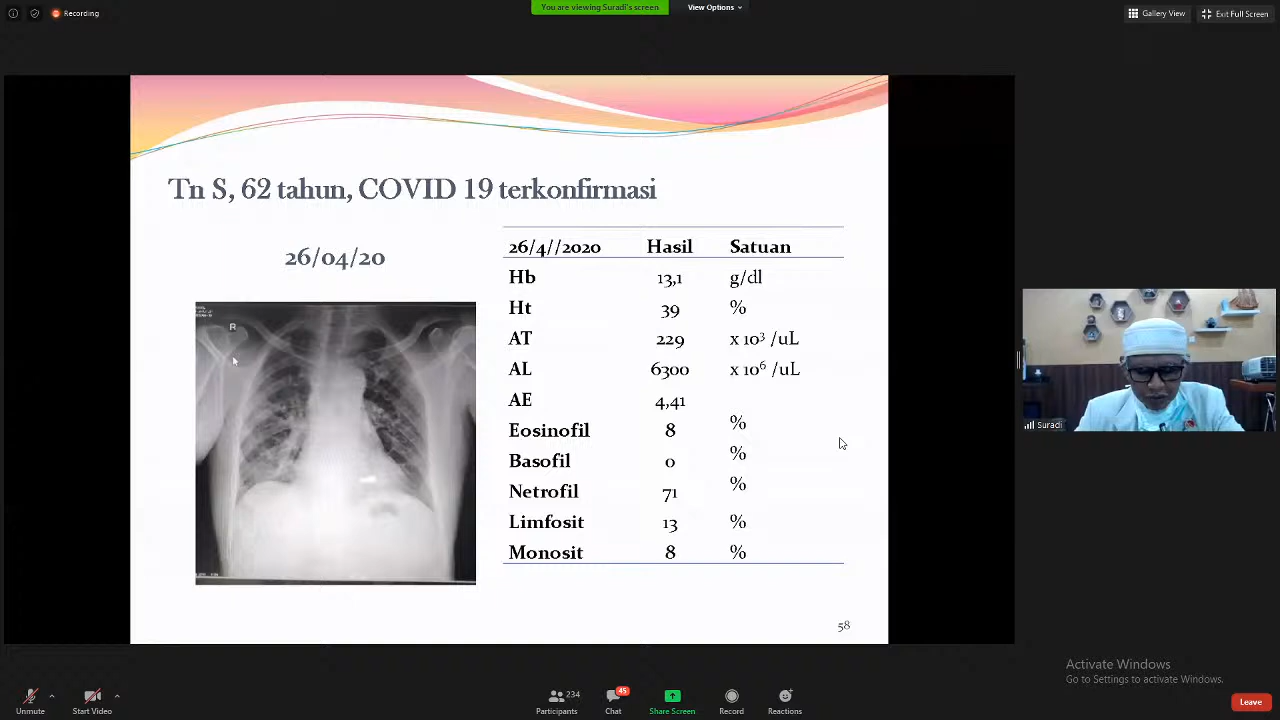 Recording
You are viewing Suradi's screen
View Options
Gallery View
Exit Full Screen
Tn S, 62 tahun, COVID 19 terkonfirmasi
26/04/20
26/4//2020 Hasil Satuan
Hb 13,1 g/dl
Ht 39 %
AT 229 x 10³ /uL
AL 6300 x 10⁶ /uL
AE 4,41
Eosinofil 8 %
Basofil 0 %
Netrofil 71 %
Limfosit 13 %
Monosit 8 %
R
58
Suradi
Activate Windows
Go to Settings to activate Windows.
Unmute
Start Video
234
Participants
45
Chat
Share Screen
Record
Reactions
Leave